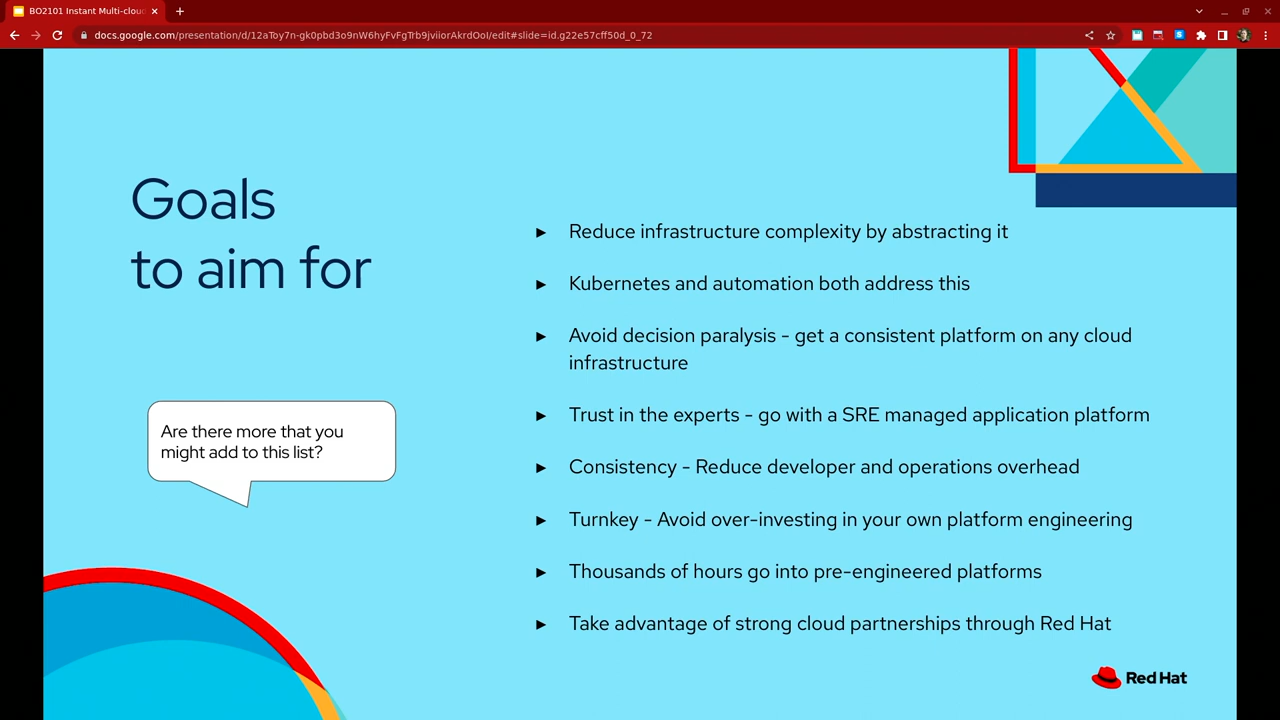 BO2101 Instant Multi-clou
docs.google.com/presentation/d/12aToy7n-gk0pbd3o9nW6hyFvFgTrb9jviiorAkrdOoI/edit#slide=id.g22e57cff50d_0_72
Goals
to aim for
Are there more that you
might add to this list?
► Reduce infrastructure complexity by abstracting it
► Kubernetes and automation both address this
► Avoid decision paralysis - get a consistent platform on any cloud
infrastructure
► Trust in the experts - go with a SRE managed application platform
► Consistency - Reduce developer and operations overhead
► Turnkey - Avoid over-investing in your own platform engineering
► Thousands of hours go into pre-engineered platforms
► Take advantage of strong cloud partnerships through Red Hat
Red Hat